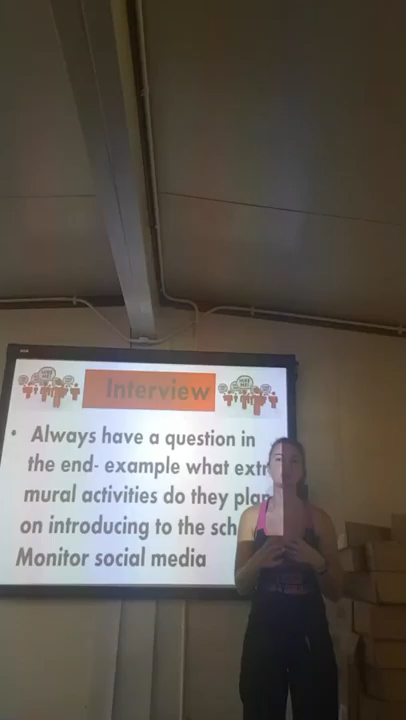 Interview
• Always have a question in
the end- example what
mural activities do they
on introducing to the
Monitor social media